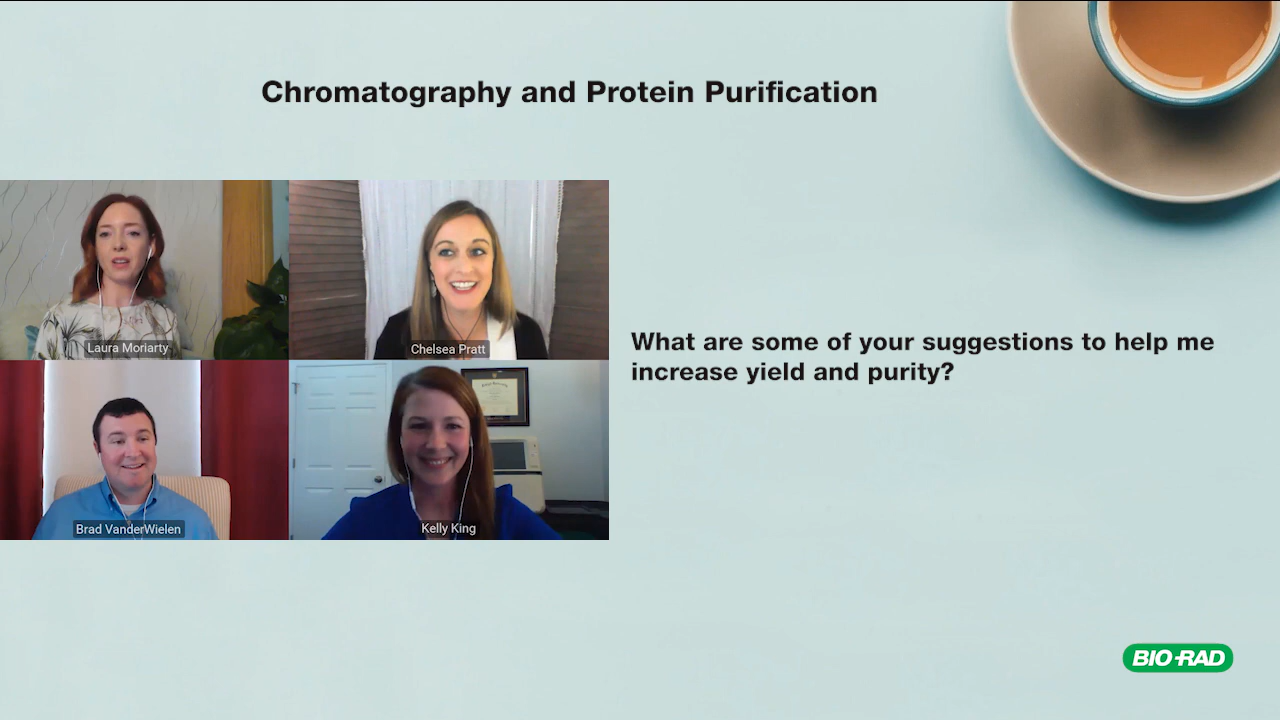 Chromatography and Protein Purification
Laura Moriarty
Chelsea Pratt
What are some of your suggestions to help me
increase yield and purity?
Brad VanderWielen
Kelly King
BIO-RAD